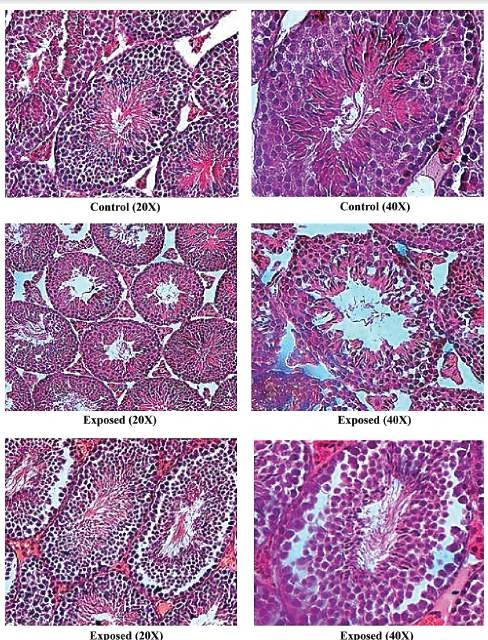 Control (20X)
Control (40X)
Exposed (20X)
Exposed (40X)
Exposed (20X)
Exposed (40X)